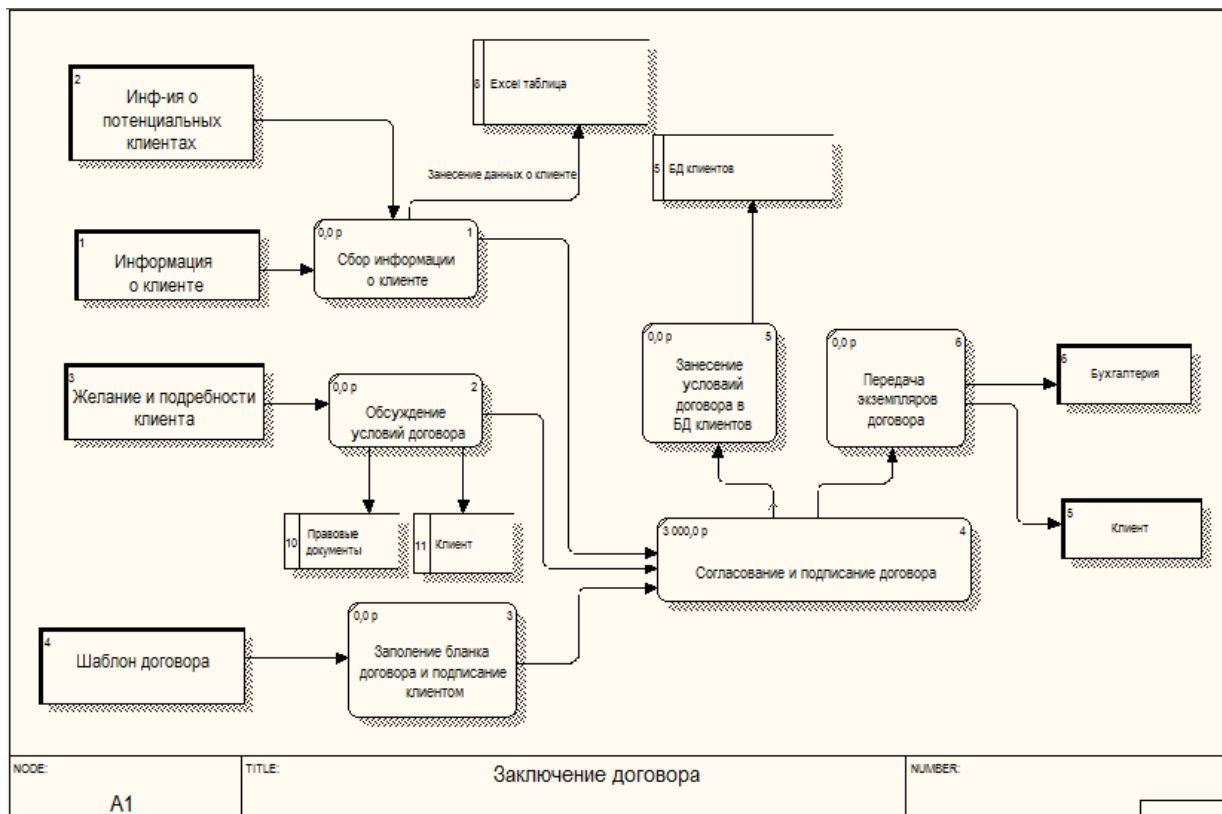 2
Инф-ия о
потенциальных
клиентах
8
Excel таблица
5
БД клиентов
Занесение данных о клиенте
1
Информация
о клиенте
0,0 р
1
Сбор информации
о клиенте
3
Желание и подребности
клиента
0,0 р
2
Обсуждение
условий договора
0,0 р
5
Занесение
условаий
договора в
БД клиентов
0,0 р
6
Передача
экземпляров
договора
6
Бухгалтерия
10
Правовые
документы
11
Клиент
5
Клиент
3 000,0 р
4
Согласование и подписание договора
4
Шаблон договора
0,0 р
3
Заполение бланка
договора и подписание
клиентом
NODE:
A1
TITLE:
Заключение договора
NUMBER: